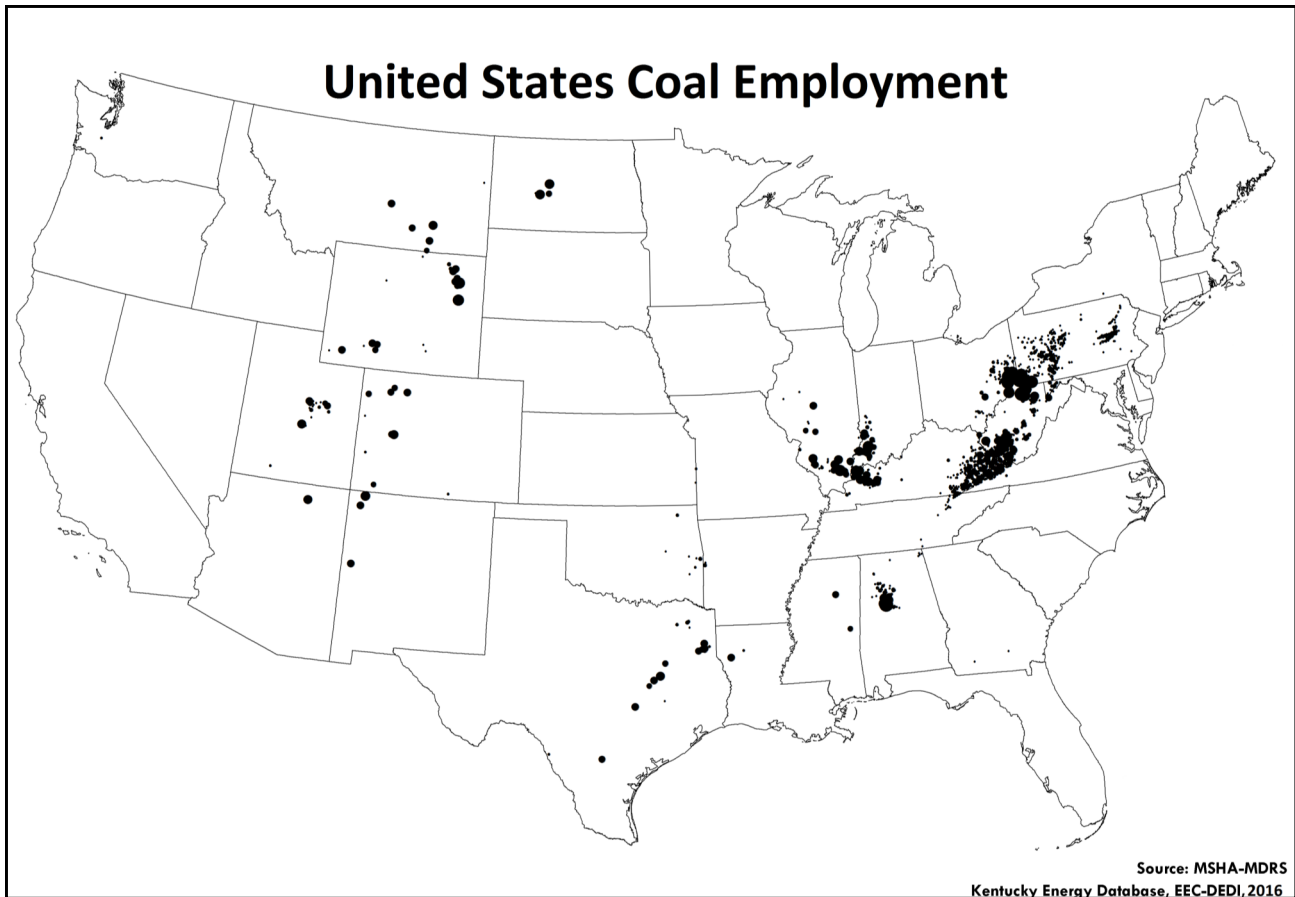 United States Coal Employment
Source: MSHA-MDRS
Kentucky Energy Database, EEC-DEDI, 2016